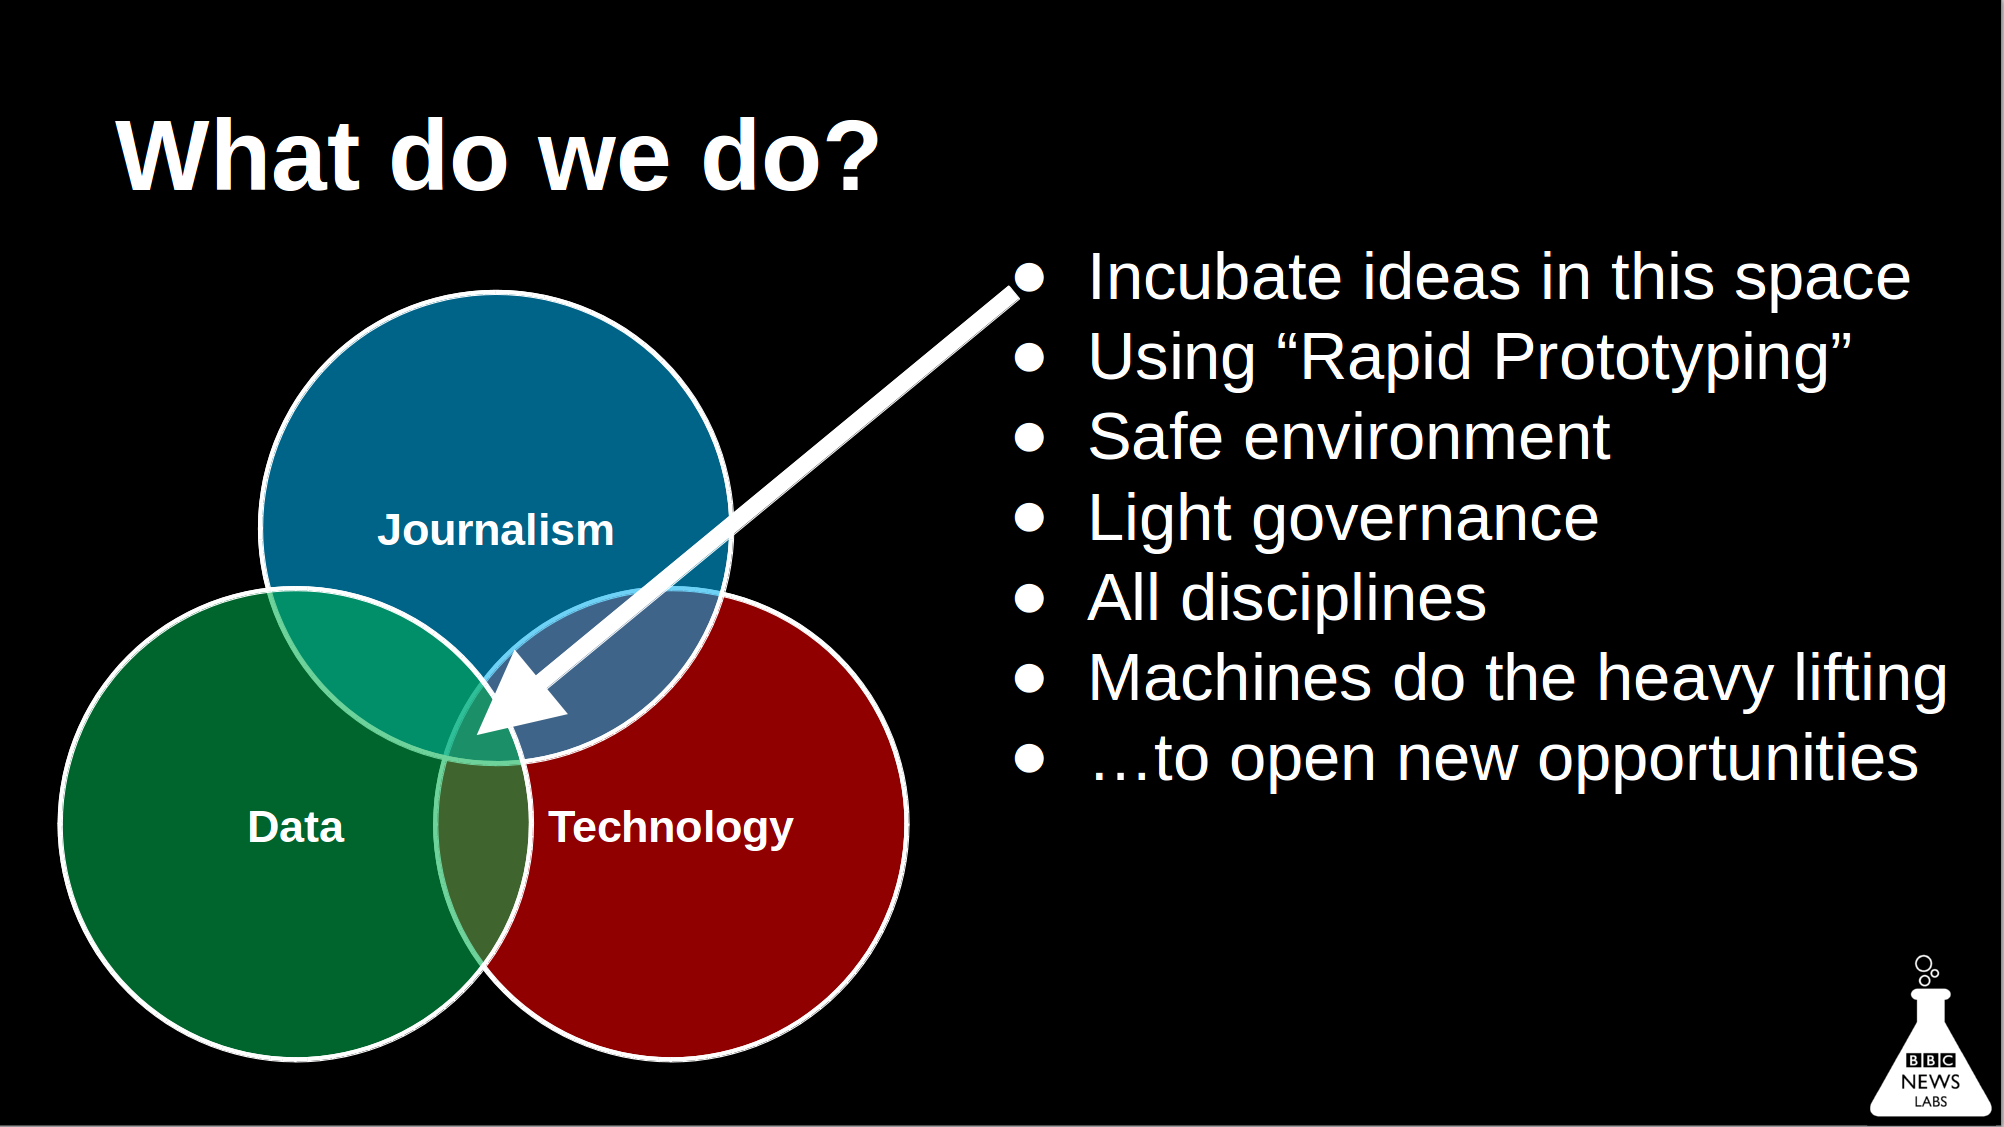 What do we do?
● Incubate ideas in this space
● Using “Rapid Prototyping”
● Safe environment
● Light governance
● All disciplines
● Machines do the heavy lifting
● …to open new opportunities
Journalism
Data
Technology
BBC
NEWS
LABS